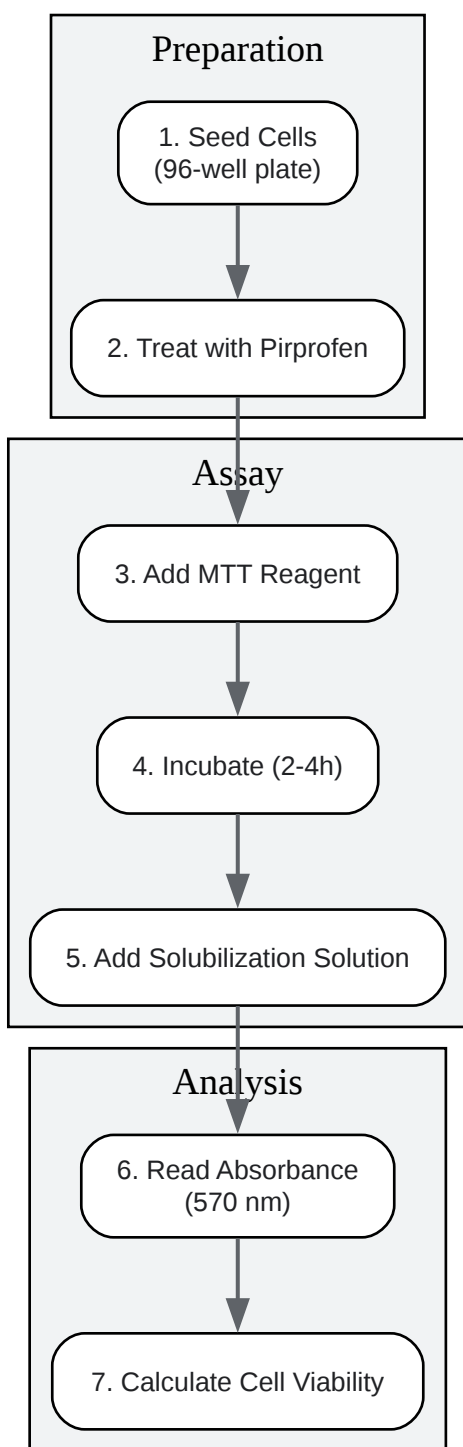 Preparation
1. Seed Cells
(96-well plate)
2. Treat with Pirprofen
Assay
3. Add MTT Reagent
4. Incubate (2-4h)
5. Add Solubilization Solution
Analysis
6. Read Absorbance
(570 nm)
7. Calculate Cell Viability